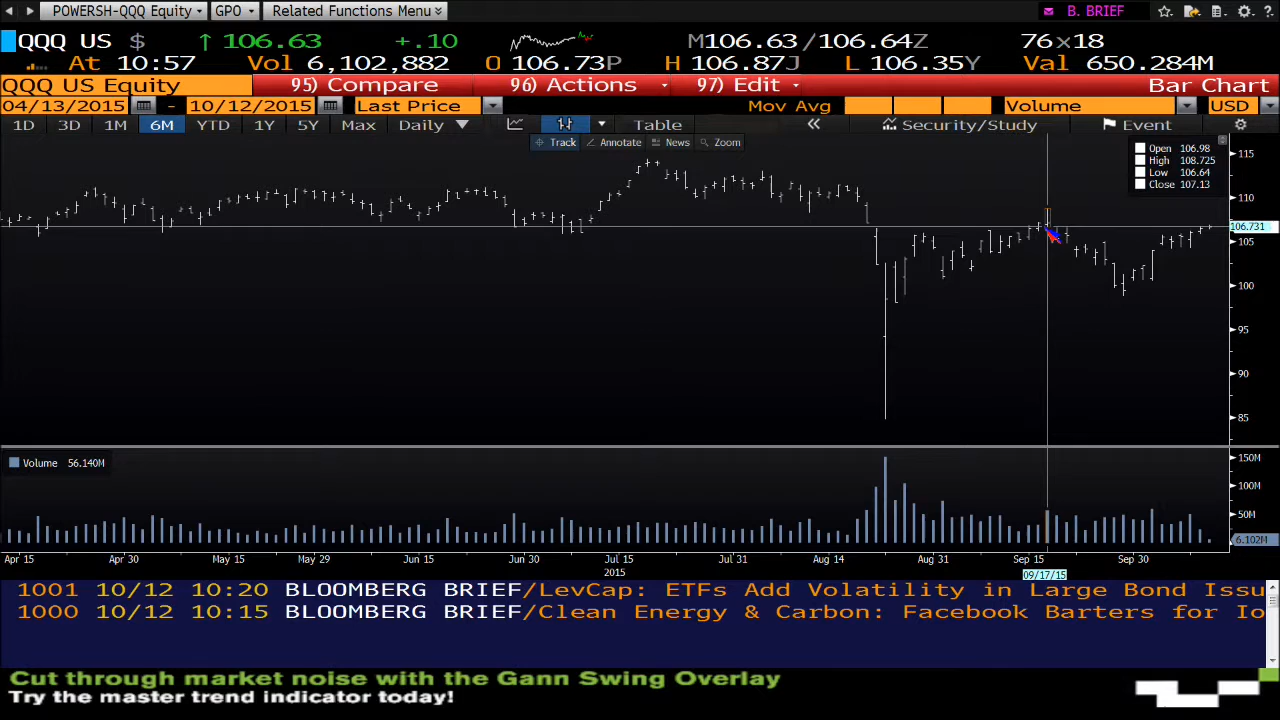 POWERSH-QQQ Equity GPO Related Functions Menu B. BRIEF
QQQ US $ ↑ 106.63 +.10 M106.63/106.64Z 76x18
At 10:57 Vol 6,102,882 O 106.73P H 106.87J L 106.35Y Val 650.284M
QQQ US Equity 95) Compare 96) Actions 97) Edit Bar Chart
04/13/2015 - 10/12/2015 Last Price Mov Avg Volume USD
1D 3D 1M 6M YTD 1Y 5Y Max Daily Table « Security/Study Event
Track Annotate News Zoom
Open 106.98
High 108.725
Low 106.64
Close 107.13
115
110
106.731
105
100
95
90
85
Volume 56.140M
150M
100M
50M
6.102M
Apr 15 Apr 30 May 15 May 29 Jun 15 Jun 30 Jul 15 Jul 31 Aug 14 Aug 31 Sep 15 Sep 30
2015 09/17/15
1001 10/12 10:20 BLOOMBERG BRIEF/LevCap: ETFs Add Volatility in Large Bond Issu
1000 10/12 10:15 BLOOMBERG BRIEF/Clean Energy & Carbon: Facebook Barters for Io
Cut through market noise with the Gann Swing Overlay
Try the master trend indicator today!